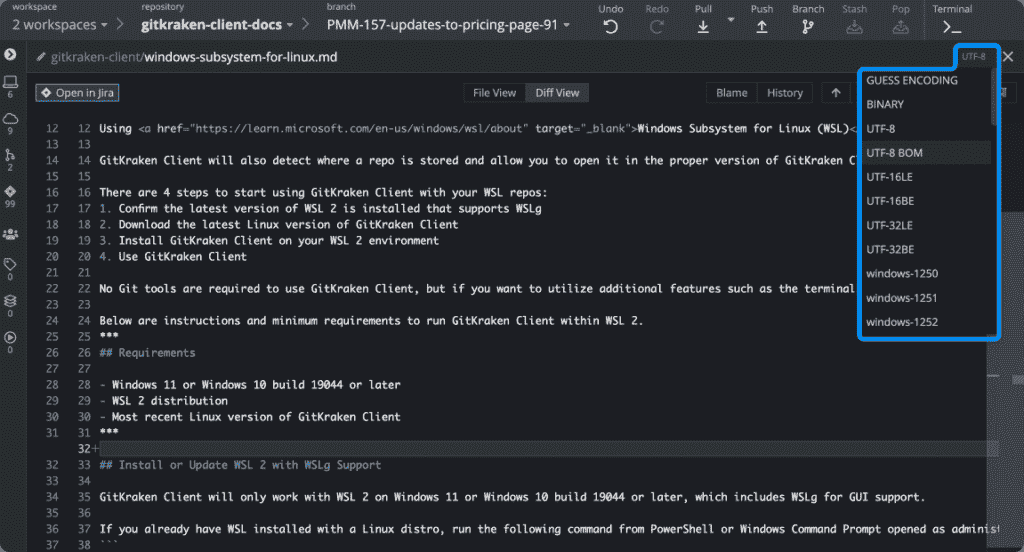 workspace repository branch
2 workspaces gitkraken-client-docs PMM-157-updates-to-pricing-page-91
Undo Redo Pull Push Branch Stash Pop Terminal
gitkraken-client/windows-subsystem-for-linux.md UTF-8
Open in Jira File View Diff View Blame History
6
9
2
99
0
0
0
12 12 Using <a href="https://learn.microsoft.com/en-us/windows/wsl/about" target="_blank">Windows Subsystem for Linux (WSL)<
13 13
14 14 GitKraken Client will also detect where a repo is stored and allow you to open it in the proper version of GitKraken
15 15
16 16 There are 4 steps to start using GitKraken Client with your WSL repos:
17 17 1. Confirm the latest version of WSL 2 is installed that supports WSLg
18 18 2. Download the latest Linux version of GitKraken Client
19 19 3. Install GitKraken Client on your WSL 2 environment
20 20 4. Use GitKraken Client
21 21
22 22 No Git tools are required to use GitKraken Client, but if you want to utilize additional features such as the terminal
23 23
24 24 Below are instructions and minimum requirements to run GitKraken Client within WSL 2.
25 25 ***
26 26 ## Requirements
27 27
28 28 - Windows 11 or Windows 10 build 19044 or later
29 29 - WSL 2 distribution
30 30 - Most recent Linux version of GitKraken Client
31 31 ***
32+
32 33 ## Install or Update WSL 2 with WSLg Support
33 34
34 35 GitKraken Client will only work with WSL 2 on Windows 11 or Windows 10 build 19044 or later, which includes WSLg for GUI support.
35 36
36 37 If you already have WSL installed with a Linux distro, run the following command from PowerShell or Windows Command Prompt opened as adminis
37 38 ```
GUESS ENCODING
BINARY
UTF-8
UTF-8 BOM
UTF-16LE
UTF-16BE
UTF-32LE
UTF-32BE
windows-1250
windows-1251
windows-1252